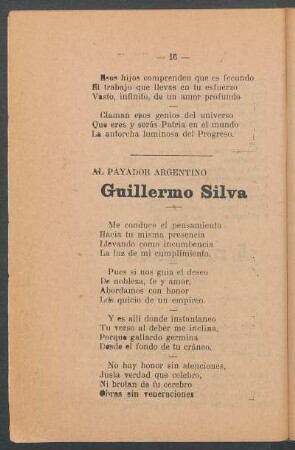 — 16 —
Esos hijos comprenden que es fecundo
El trabajo que llevas en tu esfuerzo
Vasto, infinito, de un amor profundo
—
Claman esos genios del universo
Que eres y serás Patria en el mundo
La antorcha luminosa del Progreso.
AL PAYADOR ARGENTINO
Guillermo Silva
—
Me conduce el pensamiento
Hacia tu misma presencia
Llevando como incumbencia
La luz de mi cumplimiento.
—
Pues si nos guia el deseo
De nobleza, fe y amor,
Abordamos con honor
Los quicio de un empireo.
—
Y es alli donde instantaneo
Tu verso al deber me inclina,
Porque gallardo germina
Desde el fondo de tu cráneo.
—
No hay honor sin atenciones,
Justa verdad que celebro,
Ni brotan de tu cerebro
Obras sin veneraciones